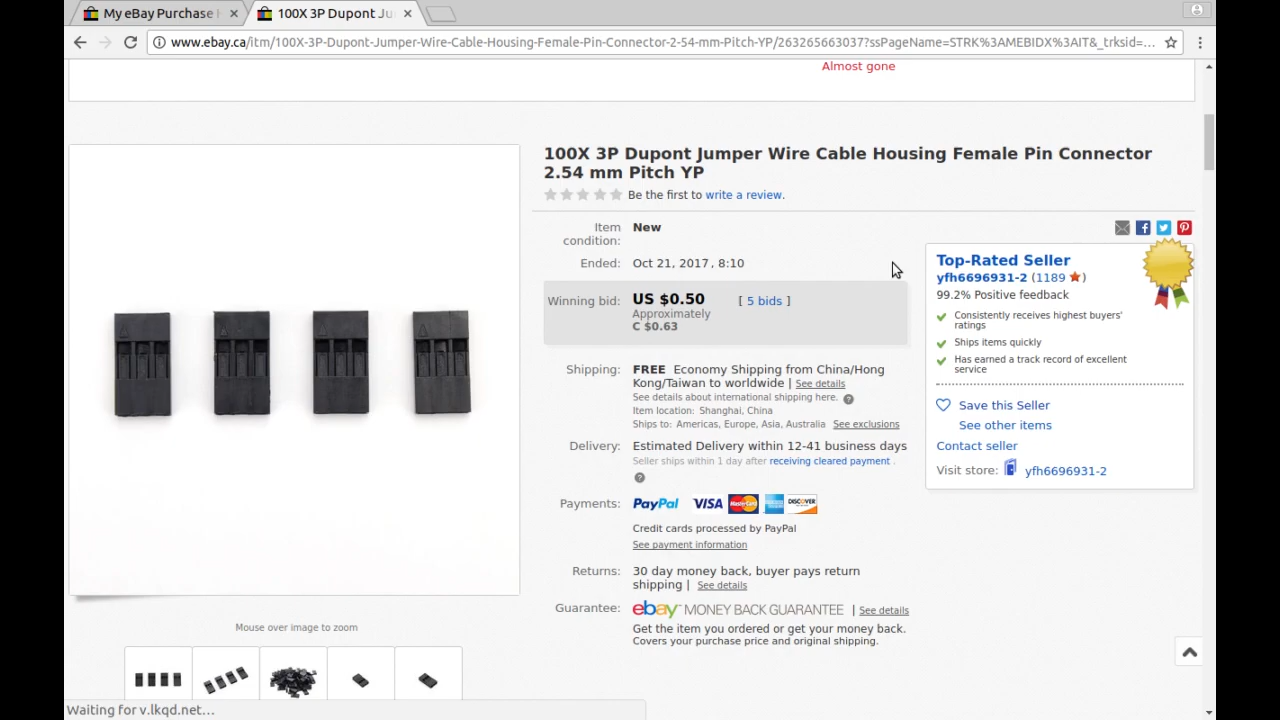 My eBay Purchase H
100X 3P Dupont Ju
www.ebay.ca/itm/100X-3P-Dupont-Jumper-Wire-Cable-Housing-Female-Pin-Connector-2-54-mm-Pitch-YP/263265663037?ssPageName=STRK%3AMEBIDX%3AIT&_trksid=...
Almost gone
100X 3P Dupont Jumper Wire Cable Housing Female Pin Connector
2.54 mm Pitch YP
Be the first to write a review.
Item condition: New
Ended: Oct 21, 2017 , 8:10
Winning bid: US $0.50 [ 5 bids ]
Approximately
C $0.63
Shipping: FREE Economy Shipping from China/Hong
Kong/Taiwan to worldwide | See details
See details about international shipping here. ?
Item location: Shanghai, China
Ships to: Americas, Europe, Asia, Australia See exclusions
Delivery: Estimated Delivery within 12-41 business days
Seller ships within 1 day after receiving cleared payment .
?
Payments: PayPal VISA MasterCard AMEX DISCOVER
Credit cards processed by PayPal
See payment information
Returns: 30 day money back, buyer pays return
shipping | See details
Guarantee: ebay MONEY BACK GUARANTEE | See details
Get the item you ordered or get your money back.
Covers your purchase price and original shipping.
Top-Rated Seller
yfh6696931-2 (1189 )
99.2% Positive feedback
Consistently receives highest buyers'
ratings
Ships items quickly
Has earned a track record of excellent
service
Save this Seller
See other items
Contact seller
Visit store: yfh6696931-2
Mouse over image to zoom
Waiting for v.lkqd.net...